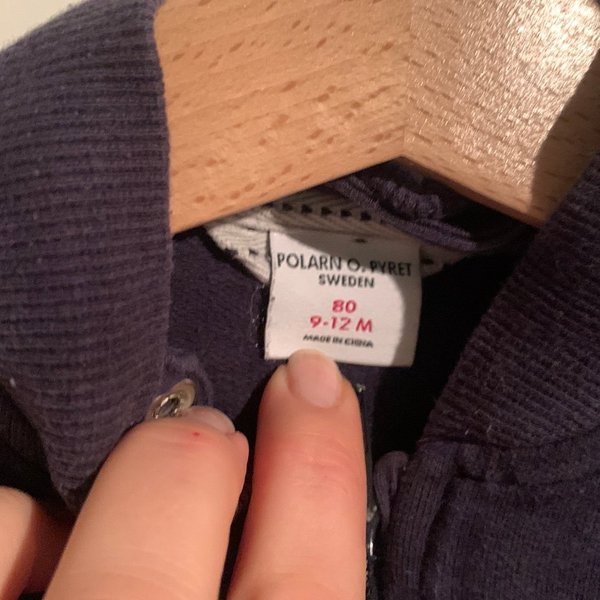 POLARN O. PYRET
SWEDEN
80
9-12 M
MADE IN CHINA